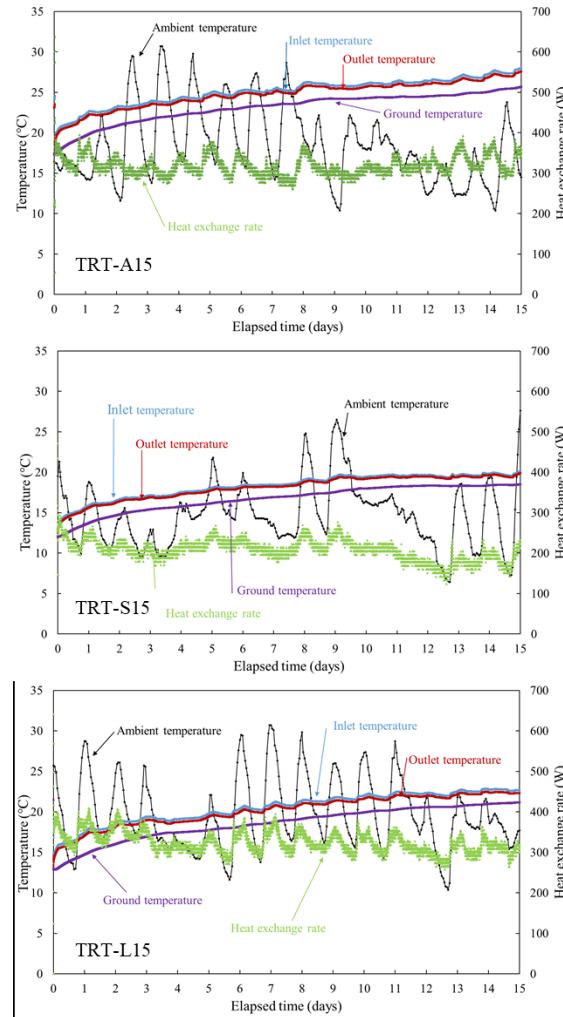 35
30
25
20
15
10
5
0
Temperature (°C)
Ambient temperature
Inlet temperature
Outlet temperature
Ground temperature
Heat exchange rate
TRT-A15
700
600
500
400
300
200
100
0
Heat exchange rate (W)
0 1 2 3 4 5 6 7 8 9 10 11 12 13 14 15
Elapsed time (days)
35
30
25
20
15
10
5
0
Temperature (°C)
Ambient temperature
Inlet temperature
Outlet temperature
Ground temperature
Heat exchange rate
TRT-S15
700
600
500
400
300
200
100
0
Heat exchange rate (W)
0 1 2 3 4 5 6 7 8 9 10 11 12 13 14 15
Elapsed time (days)
35
30
25
20
15
10
5
0
Temperature (°C)
Ambient temperature
Inlet temperature
Outlet temperature
Ground temperature
Heat exchange rate
TRT-L15
700
600
500
400
300
200
100
0
Heat exchange rate (W)
0 1 2 3 4 5 6 7 8 9 10 11 12 13 14 15
Elapsed time (days)